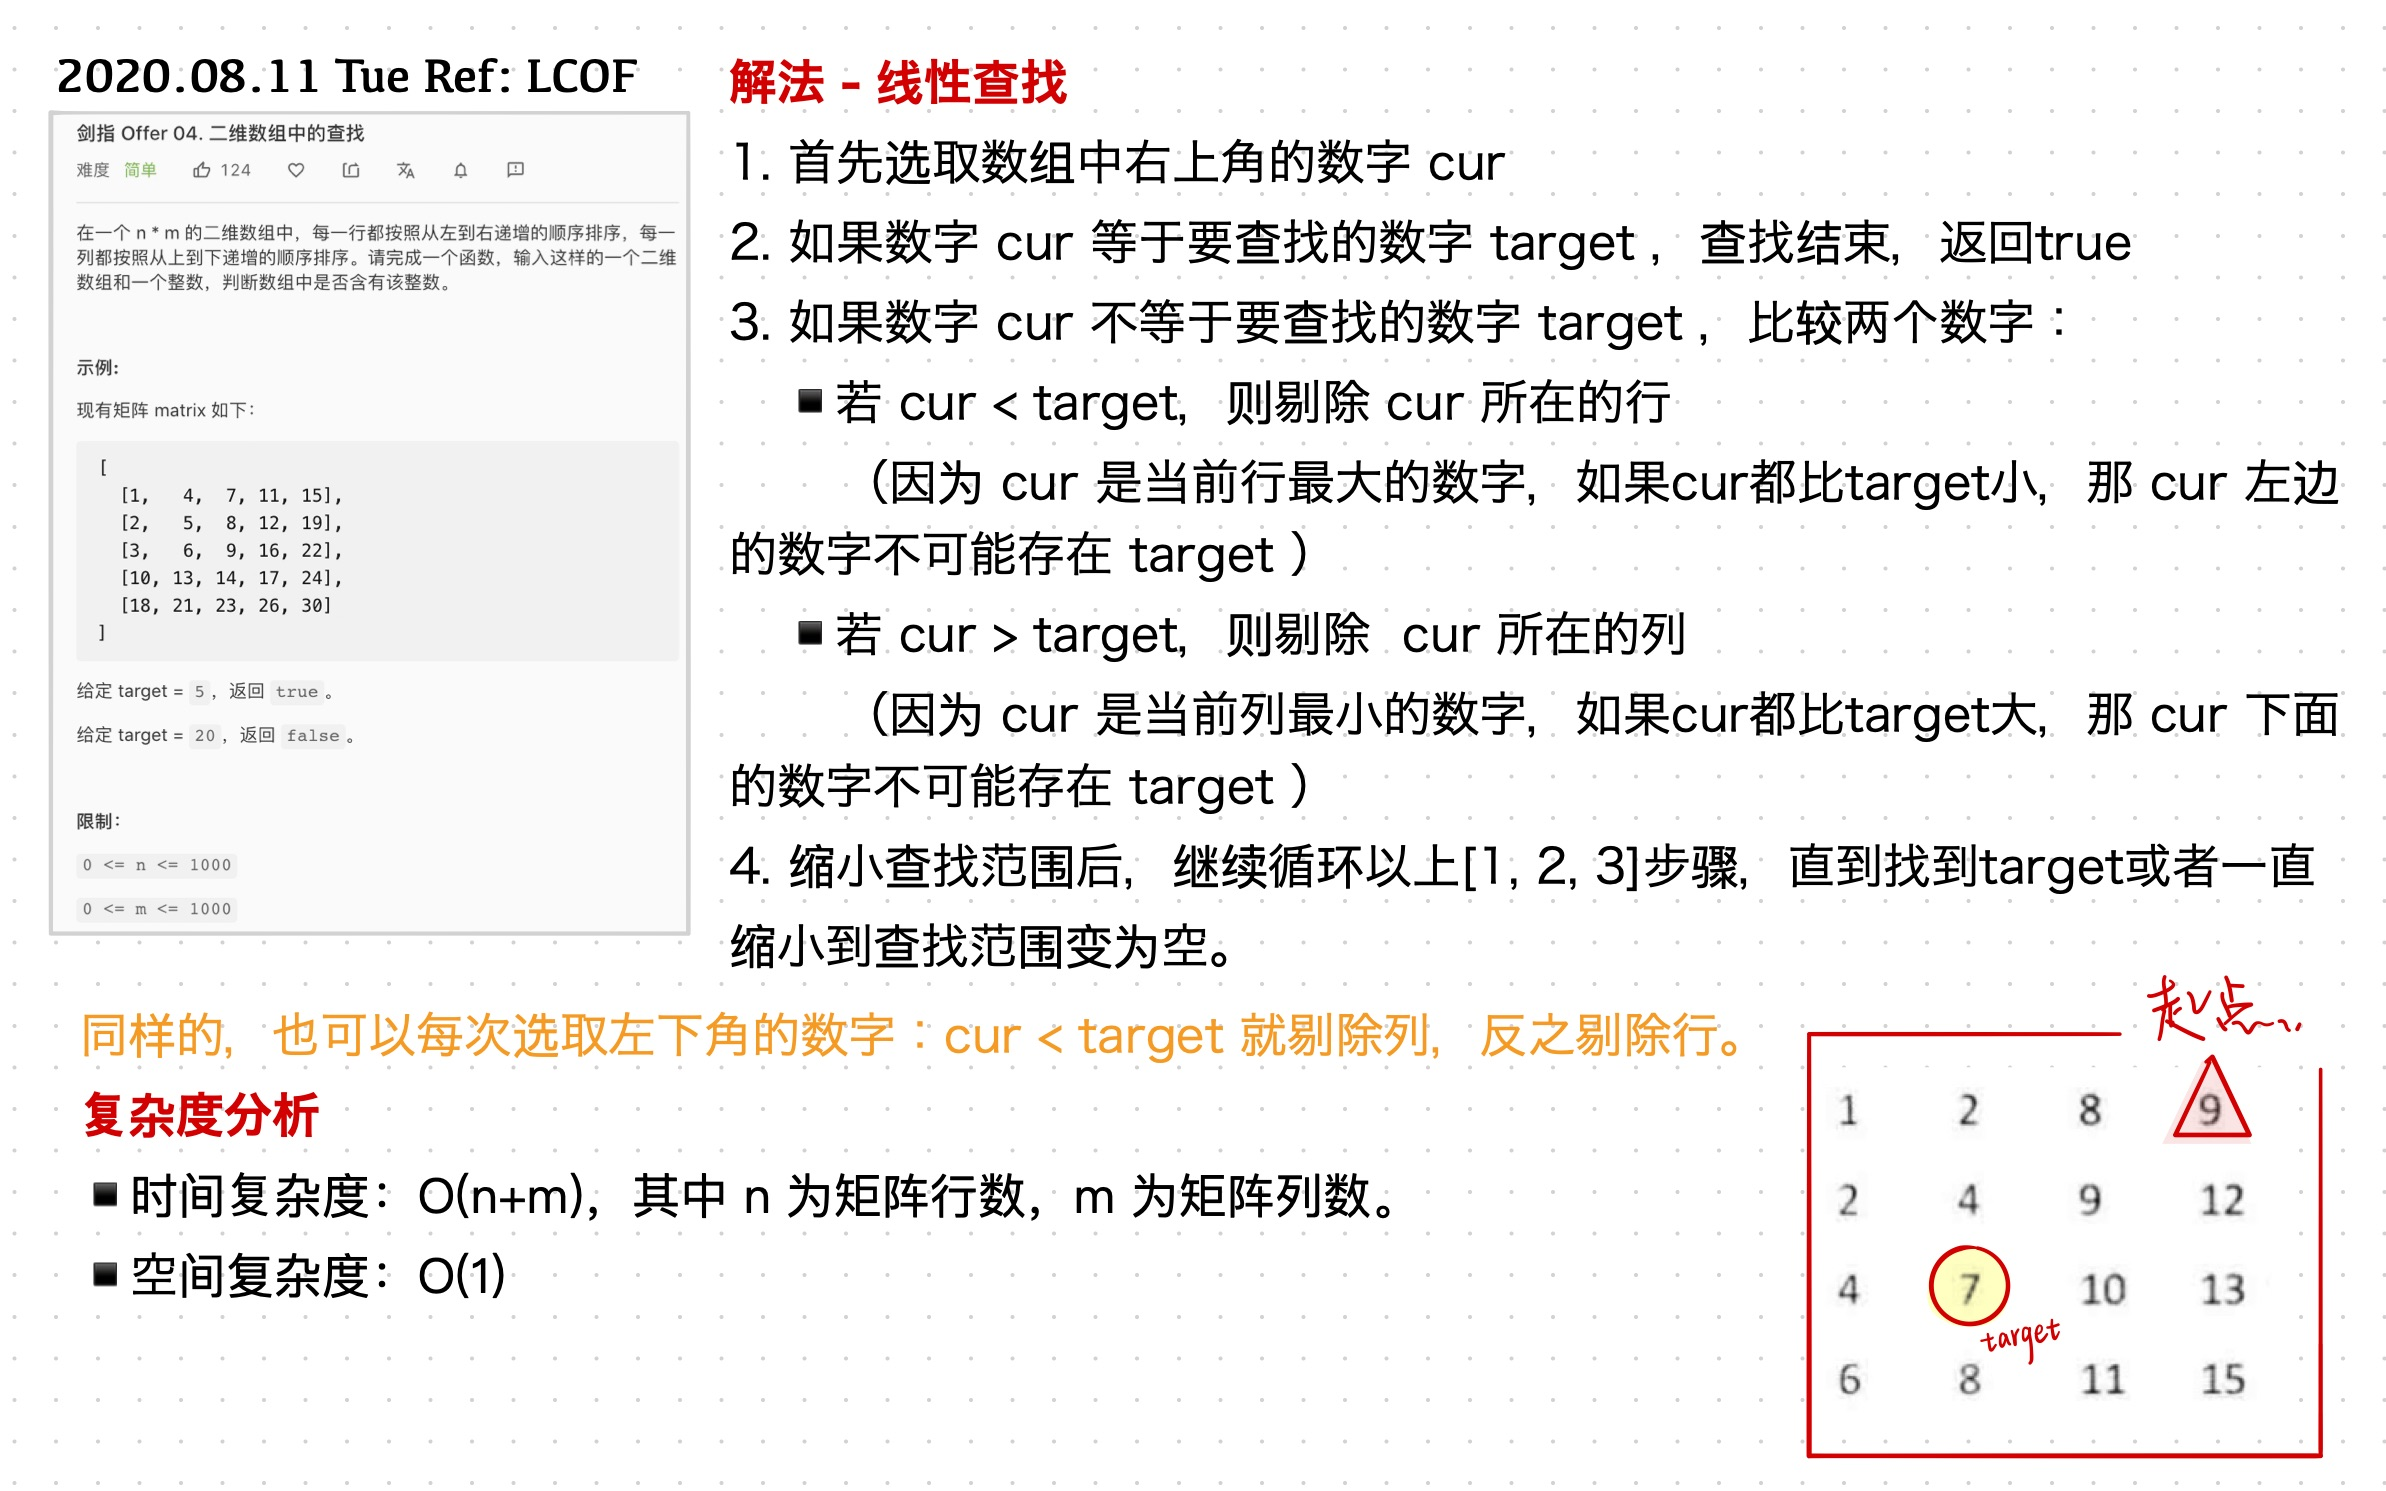 2020.08.11 Tue Ref: LCOF
剑指 Offer 04. 二维数组中的查找
难度 简单 124
在一个 n * m 的二维数组中，每一行都按照从左到右递增的顺序排序，每一
列都按照从上到下递增的顺序排序。请完成一个函数，输入这样的一个二维
数组和一个整数，判断数组中是否含有该整数。
示例:
现有矩阵 matrix 如下：
[
[1, 4, 7, 11, 15],
[2, 5, 8, 12, 19],
[3, 6, 9, 16, 22],
[10, 13, 14, 17, 24],
[18, 21, 23, 26, 30]
]
给定 target = 5，返回 true。
给定 target = 20，返回 false。
限制：
0 <= n <= 1000
0 <= m <= 1000
解法 - 线性查找
1. 首先选取数组中右上角的数字 cur
2. 如果数字 cur 等于要查找的数字 target ，查找结束，返回true
3. 如果数字 cur 不等于要查找的数字 target ，比较两个数字：
▪ 若 cur < target，则剔除 cur 所在的行
（因为 cur 是当前行最大的数字，如果cur都比target小，那 cur 左边
的数字不可能存在 target ）
▪ 若 cur > target，则剔除 cur 所在的列
（因为 cur 是当前列最小的数字，如果cur都比target大，那 cur 下面
的数字不可能存在 target ）
4. 缩小查找范围后，继续循环以上[1, 2, 3]步骤，直到找到target或者一直
缩小到查找范围变为空。
同样的，也可以每次选取左下角的数字：cur < target 就剔除列，反之剔除行。
复杂度分析
▪ 时间复杂度：O(n+m)，其中 n 为矩阵行数，m 为矩阵列数。
▪ 空间复杂度：O(1)
起点
1 2 8 9
2 4 9 12
4 7 10 13
target
6 8 11 15